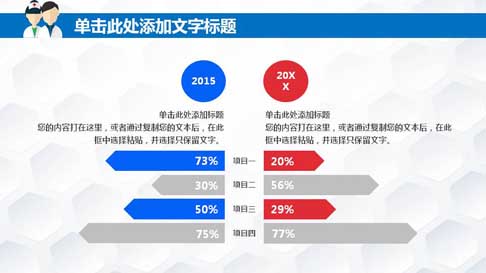 单击此处添加文字标题
2015
20X
X
单击此处添加标题
您的内容打在这里，或者通过复制您的文本后，在此
框中选择粘贴，并选择只保留文字。
单击此处添加标题
您的内容打在这里，或者通过复制您的文本后，在此
框中选择粘贴，并选择只保留文字。
73% 項目一 20%
30% 項目二 56%
50% 項目三 29%
75% 項目四 77%